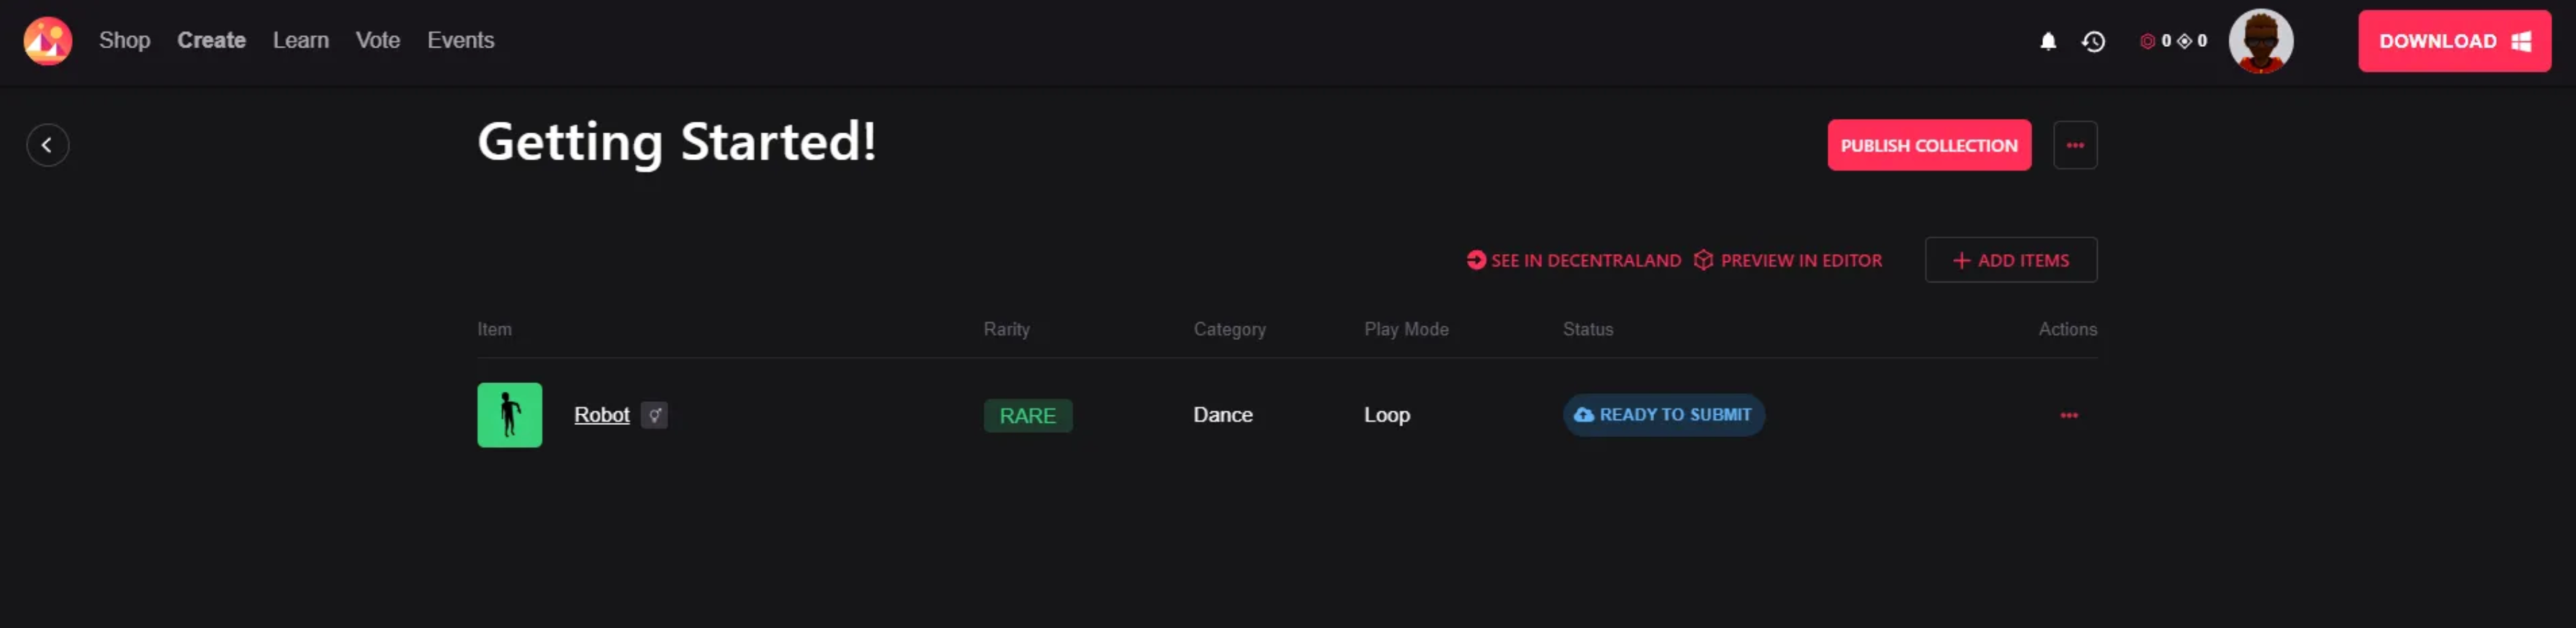 Shop Create Learn Vote Events 0 0 DOWNLOAD
Getting Started! PUBLISH COLLECTION
SEE IN DECENTRALAND PREVIEW IN EDITOR + ADD ITEMS
Item Rarity Category Play Mode Status Actions
Robot RARE Dance Loop READY TO SUBMIT